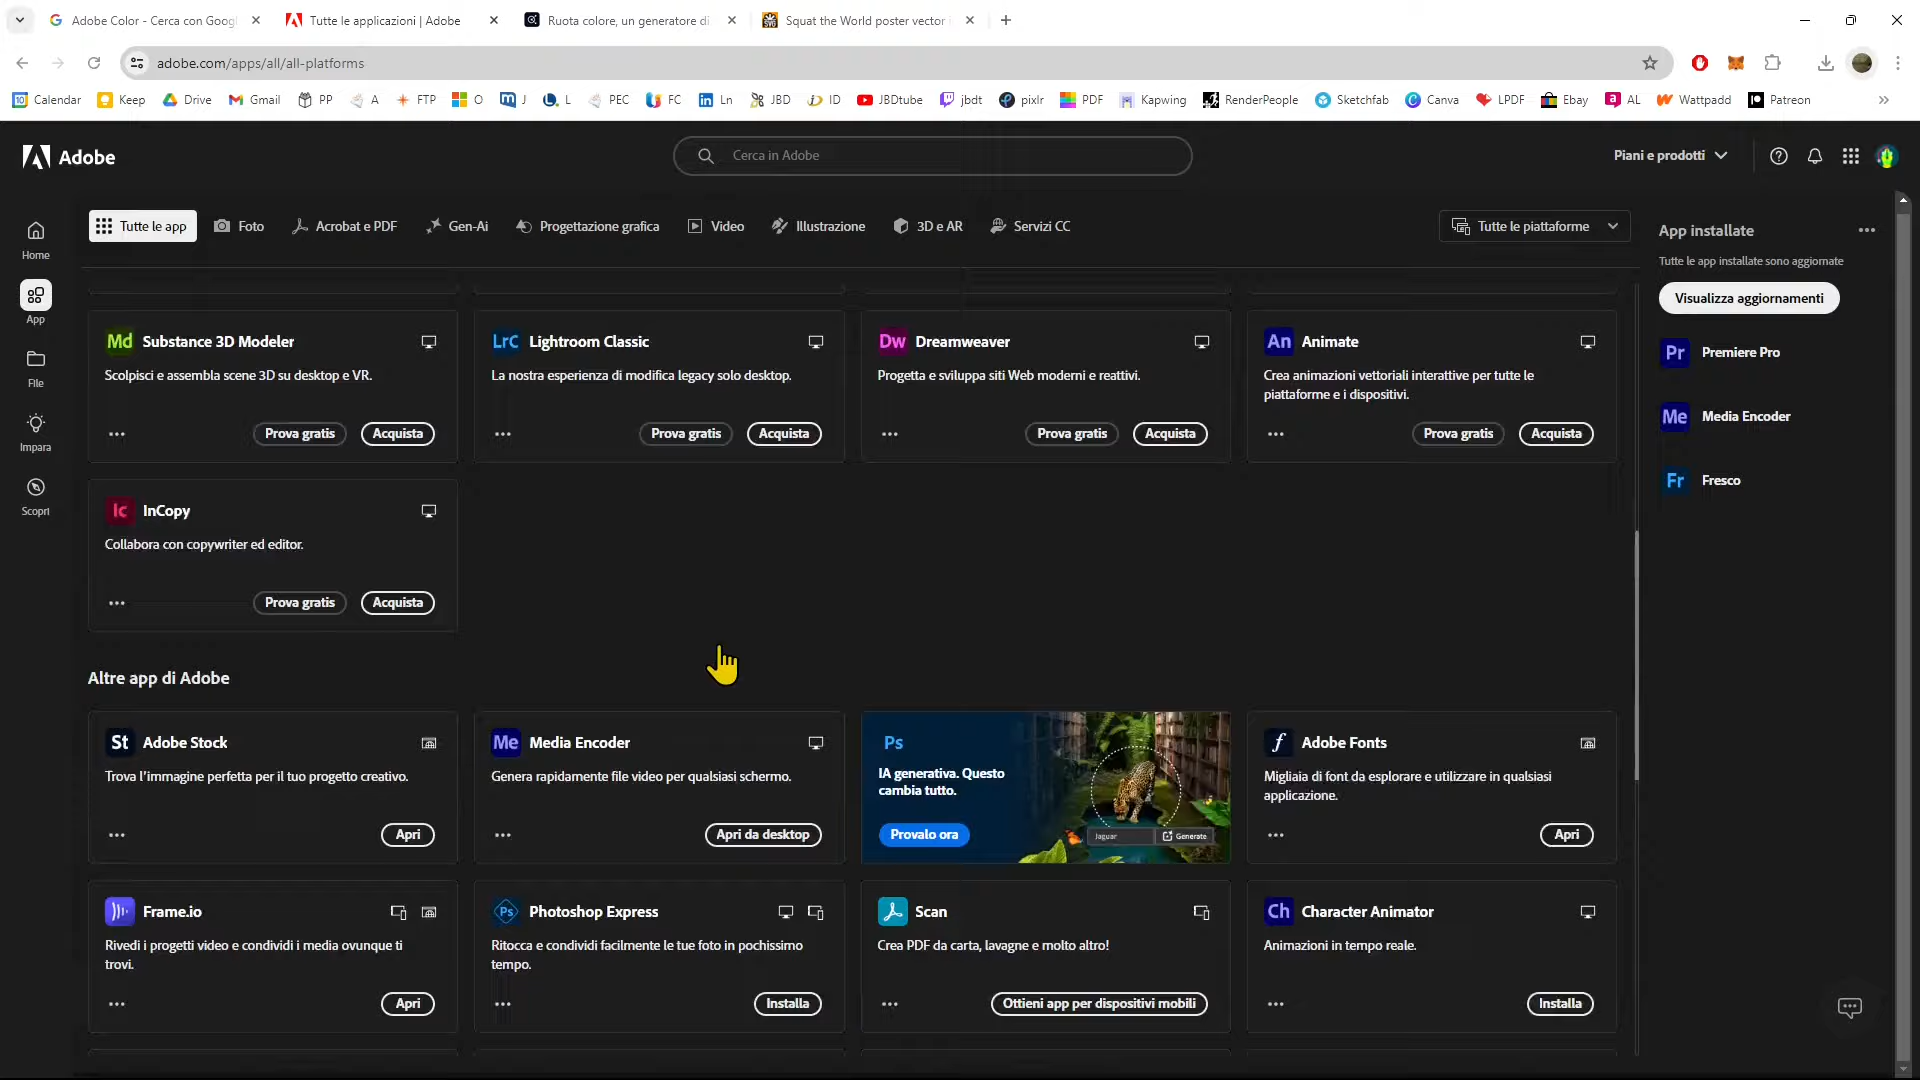 Adobe Color - Cerca con Goog
Tutte le applicazioni | Adobe
Ruota colore, un generatore di
Squat the World poster vector
adobe.com/apps/all/all-platforms
Calendar Keep Drive Gmail PP A FTP O J L PEC FC Ln JBD ID JBDtube jbdt pixlr PDF Kapwing RenderPeople Sketchfab Canva LPDF Ebay AL Wattpadd Patreon
Adobe
Cerca in Adobe
Piani e prodotti
Tutte le app Foto Acrobat e PDF Gen-Ai Progettazione grafica Video Illustrazione 3D e AR Servizi CC
Tutte le piattaforme
Home
App
File
Impara
Scopri
App installate
Tutte le app installate sono aggiornate
Visualizza aggiornamenti
Pr Premiere Pro
Me Media Encoder
Fr Fresco
Md Substance 3D Modeler
Scolpisci e assembla scene 3D su desktop e VR.
Prova gratis Acquista
LrC Lightroom Classic
La nostra esperienza di modifica legacy solo desktop.
Prova gratis Acquista
Dw Dreamweaver
Progetta e sviluppa siti Web moderni e reattivi.
Prova gratis Acquista
An Animate
Crea animazioni vettoriali interattive per tutte le
piattaforme e i dispositivi.
Prova gratis Acquista
Ic InCopy
Collabora con copywriter ed editor.
Prova gratis Acquista
Altre app di Adobe
St Adobe Stock
Trova l'immagine perfetta per il tuo progetto creativo.
Apri
Me Media Encoder
Genera rapidamente file video per qualsiasi schermo.
Apri da desktop
Ps
IA generativa. Questo
cambia tutto.
Provalo ora
Jaguar
Generate
f Adobe Fonts
Migliaia di font da esplorare e utilizzare in qualsiasi
applicazione.
Apri
Frame.io
Rivedi i progetti video e condividi i media ovunque ti
trovi.
Apri
Ps Photoshop Express
Ritocca e condividi facilmente le tue foto in pochissimo
tempo.
Installa
Scan
Crea PDF da carta, lavagne e molto altro!
Ottieni app per dispositivi mobili
Ch Character Animator
Animazioni in tempo reale.
Installa